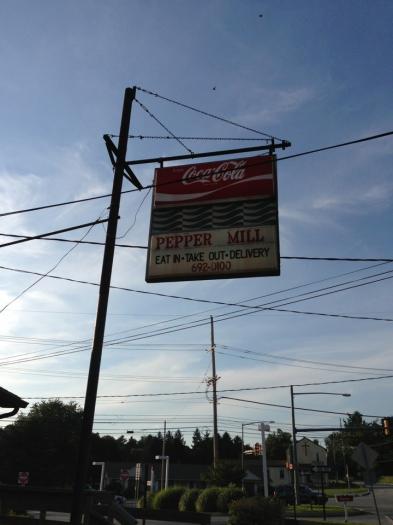 Coca-Cola
PEPPER MILL
EAT IN • TAKE OUT • DELIVERY
692-0100